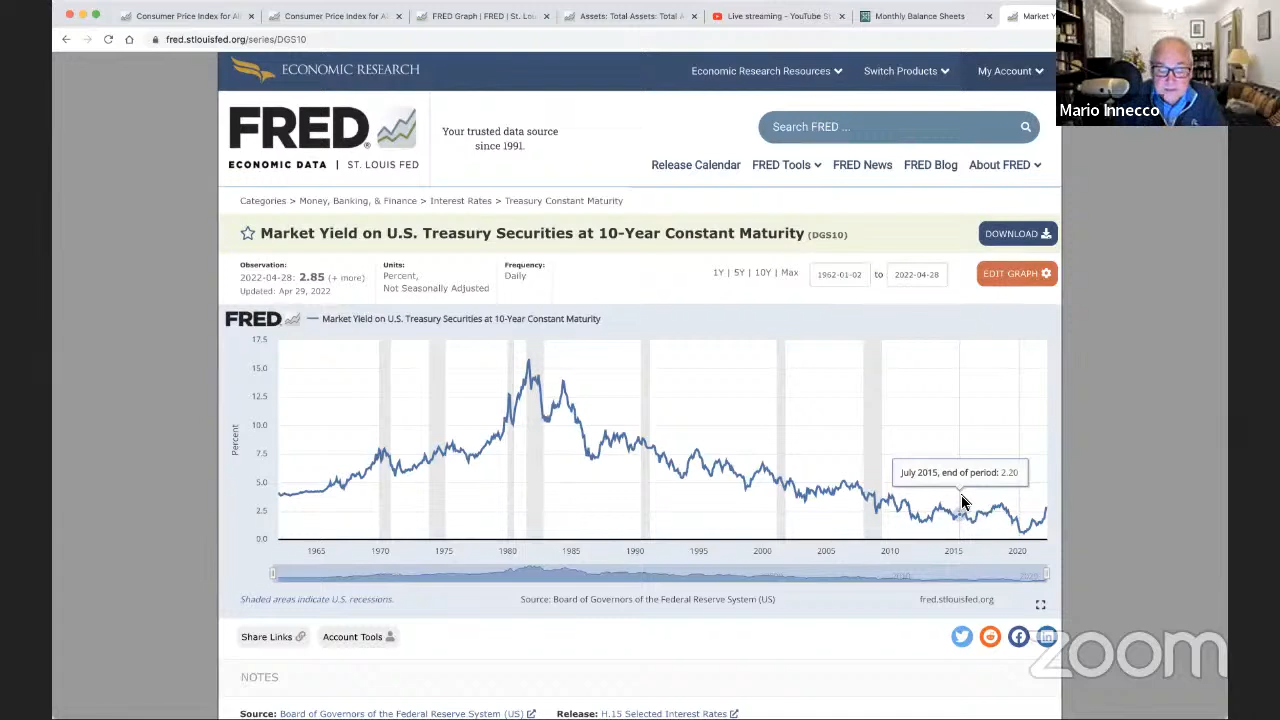 Consumer Price Index for Al
Consumer Price Index for Al
FRED Graph | FRED | St. Lou
Assets: Total Assets: Total A
Live streaming - YouTube St
Monthly Balance Sheets
Market Y
fred.stlouisfed.org/series/DGS10
Mario Innecco
ECONOMIC RESEARCH
Economic Research Resources
Switch Products
My Account
FRED
ECONOMIC DATA | ST. LOUIS FED
Your trusted data source
since 1991.
Search FRED ...
Release Calendar FRED Tools FRED News FRED Blog About FRED
Categories > Money, Banking, & Finance > Interest Rates > Treasury Constant Maturity
Market Yield on U.S. Treasury Securities at 10-Year Constant Maturity (DGS10)
DOWNLOAD
Observation:
2022-04-28: 2.85 (+ more)
Updated: Apr 29, 2022
Units:
Percent,
Not Seasonally Adjusted
Frequency:
Daily
1Y | 5Y | 10Y | Max
1962-01-02 to 2022-04-28
EDIT GRAPH
FRED
Market Yield on U.S. Treasury Securities at 10-Year Constant Maturity
17.5
15.0
12.5
10.0
7.5
5.0
2.5
0.0
Percent
July 2015, end of period: 2.20
1965 1970 1975 1980 1985 1990 1995 2000 2005 2010 2015 2020
Shaded areas indicate U.S. recessions.
Source: Board of Governors of the Federal Reserve System (US)
fred.stlouisfed.org
Share Links
Account Tools
zoom
NOTES
Source: Board of Governors of the Federal Reserve System (US)
Release: H.15 Selected Interest Rates